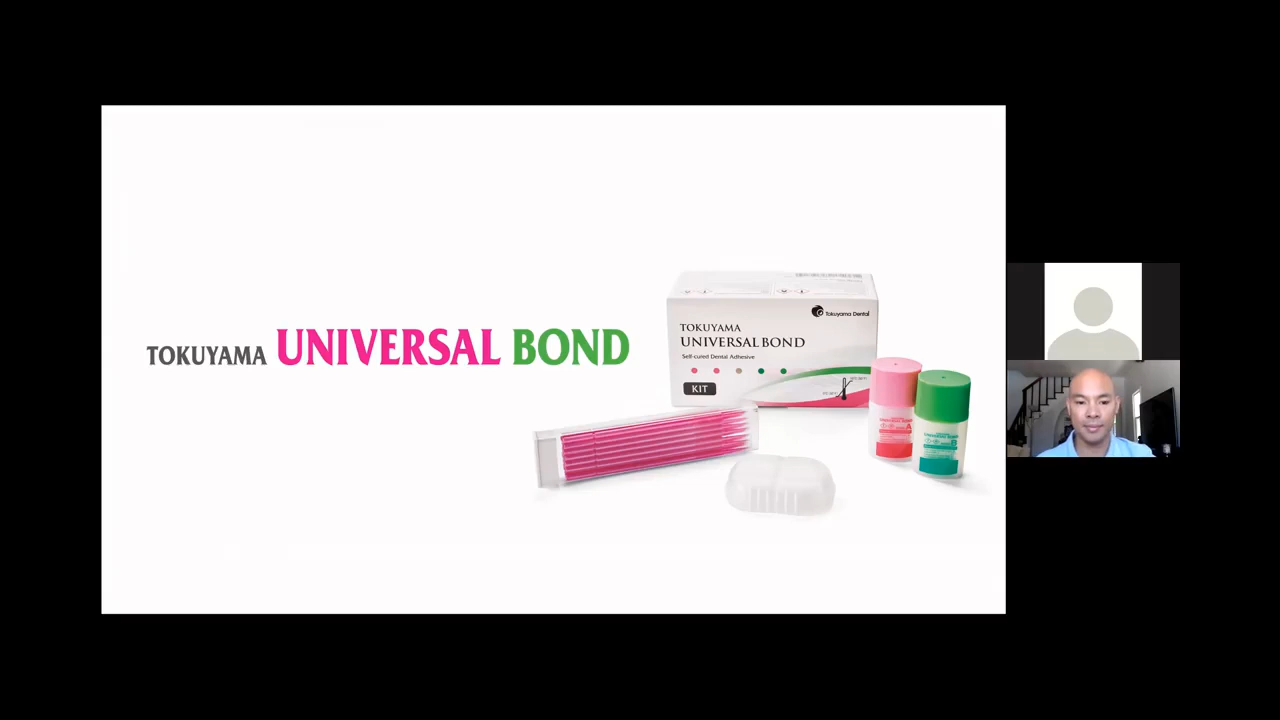 TOKUYAMA UNIVERSAL BOND
Tokuyama Dental
TOKUYAMA
UNIVERSAL BOND
Self-cured Dental Adhesive
KIT
A
B